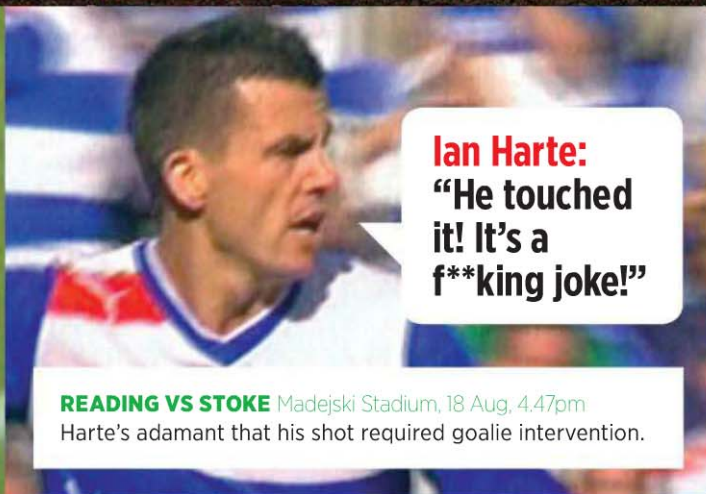 Ian Harte:
“He touched
it! It’s a
f**king joke!”
READING VS STOKE Madejski Stadium, 18 Aug, 4.47pm
Harte’s adamant that his shot required goalie intervention.